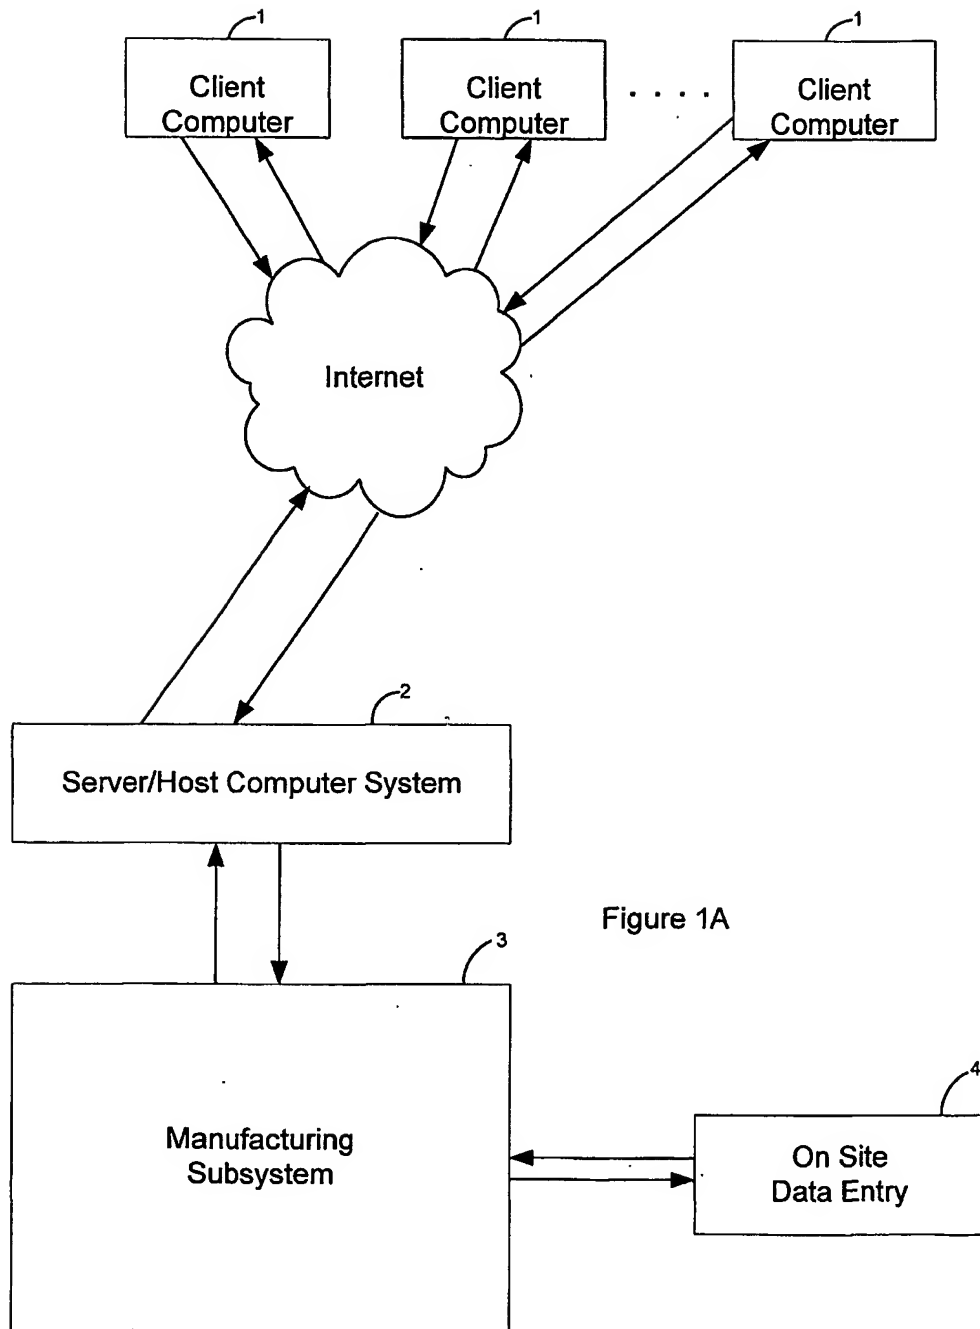 1
1
1
Client
Computer
Client
Computer
. . . .
Client
Computer
Internet
2
Server/Host Computer System
Figure 1A
3
Manufacturing
Subsystem
4
On Site
Data Entry